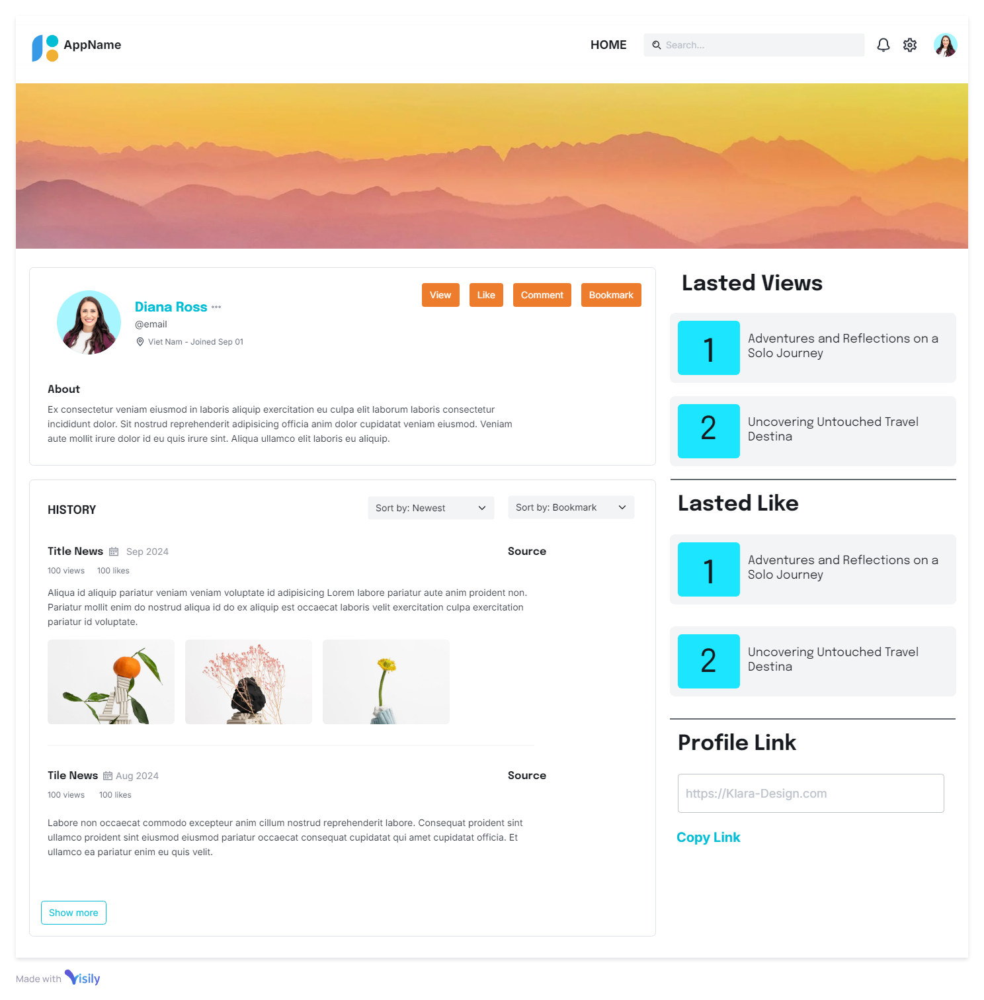 AppName
HOME
Search...
Diana Ross
@email
Viet Nam - Joined Sep 01
View
Like
Comment
Bookmark
About
Ex consectetur veniam eiusmod in laboris aliquip exercitation eu culpa elit laborum laboris consectetur
incididunt dolor. Sit nostrud reprehenderit adipisicing officia anim dolor cupidatat veniam eiusmod. Veniam
aute mollit irure dolor id eu quis irure sint. Aliqua ullamco elit laboris eu aliquip.
HISTORY
Sort by: Newest
Sort by: Bookmark
Title News
Sep 2024
Source
100 views
100 likes
Aliqua id aliquip pariatur veniam veniam voluptate id adipisicing Lorem labore pariatur aute anim proident non.
Pariatur mollit enim do nostrud aliqua id do ex aliquip est occaecat laboris velit exercitation culpa exercitation
pariatur id voluptate.
Tile News
Aug 2024
Source
100 views
100 likes
Labore non occaecat commodo excepteur anim cillum nostrud reprehenderit labore. Consequat proident sint
ullamco proident sint eiusmod eiusmod pariatur occaecat consequat cupidatat qui amet cupidatat officia. Et
ullamco ea pariatur enim eu quis velit.
Show more
Lasted Views
1
Adventures and Reflections on a
Solo Journey
2
Uncovering Untouched Travel
Destina
Lasted Like
1
Adventures and Reflections on a
Solo Journey
2
Uncovering Untouched Travel
Destina
Profile Link
https://Klara-Design.com
Copy Link
Made with Visily